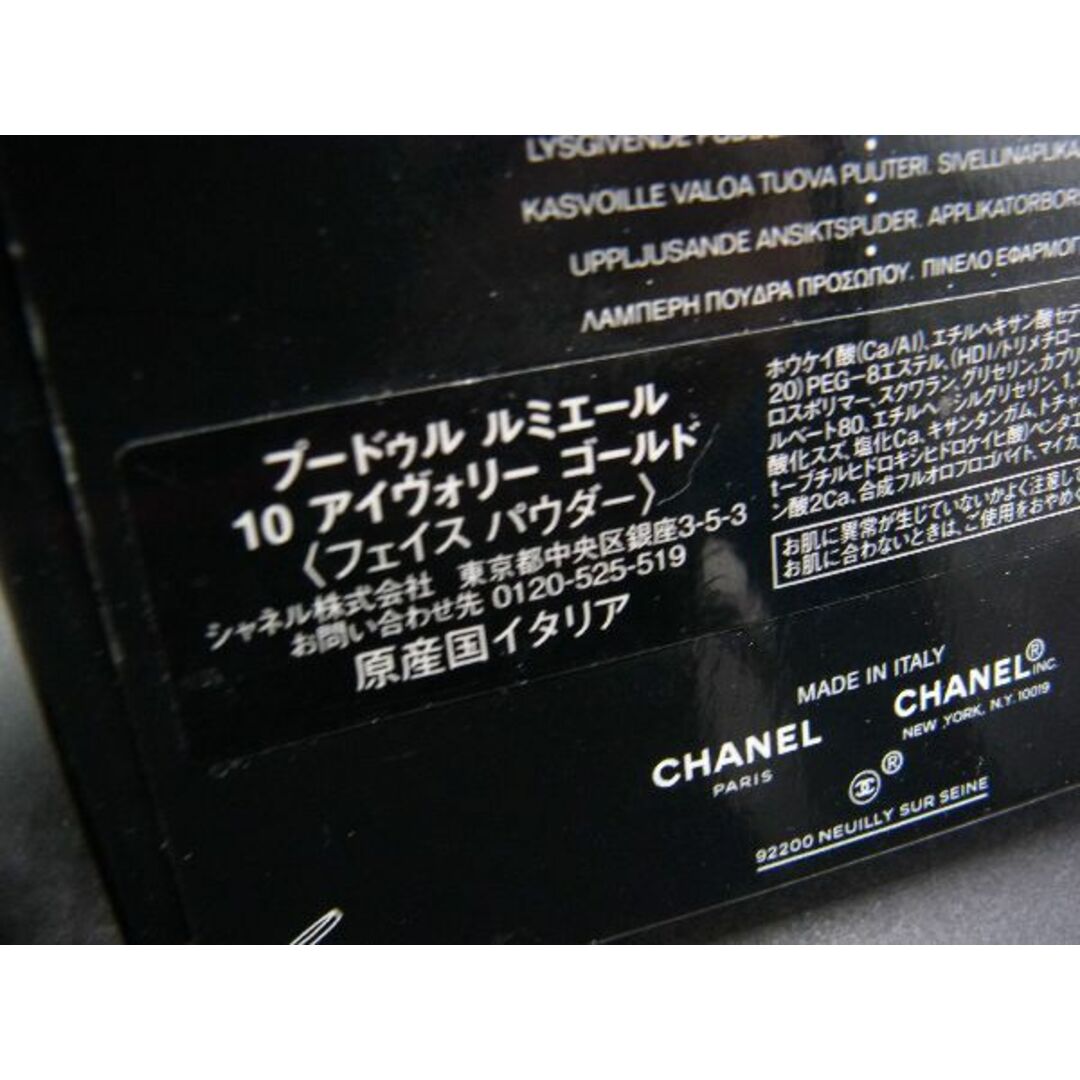 LYSGIVENDE
KASVOILLE VALOA TUOVA PUUTERI. SIVELLINAPLIKA
UPPLJUSANDE ANSIKTSPUDER. APPLIKATORBORS
ΛΑΜΠΕΡΗ ΠΟΥΔΡΑ ΠΡΟΣΩΠΟΥ. ΠΙΝΕΛΟ ΕΦΑΡΜΟΓ
プードゥル ルミエール
10 アイヴォリー ゴールド
〈フェイス パウダー〉
シャネル株式会社 東京都中央区銀座3-5-3
お問い合わせ先 0120-525-519
原産国イタリア
ホウケイ酸(Ca/Al)、エチルヘキサン酸セテ
20)PEG-8エステル、(HDI/トリメチロー
ロスポリマー、スクワラン、グリセリン、カプリ
ルベート80、エチルヘキシルグリセリン、1,
酸化スズ、塩化Ca、キサンタンガム、トチャ
t-ブチルヒドロキシヒドロケイヒ酸)ペンタエ
ン酸2Ca、合成フルオロフロゴパイト、マイカ、
お肌に異常が生じていないかよく注意して
お肌に合わないときは、ご使用をおやめく
MADE IN ITALY
CHANEL
PARIS
CHANEL® INC.
NEW YORK, N.Y. 10019
®
92200 NEUILLY SUR SEINE